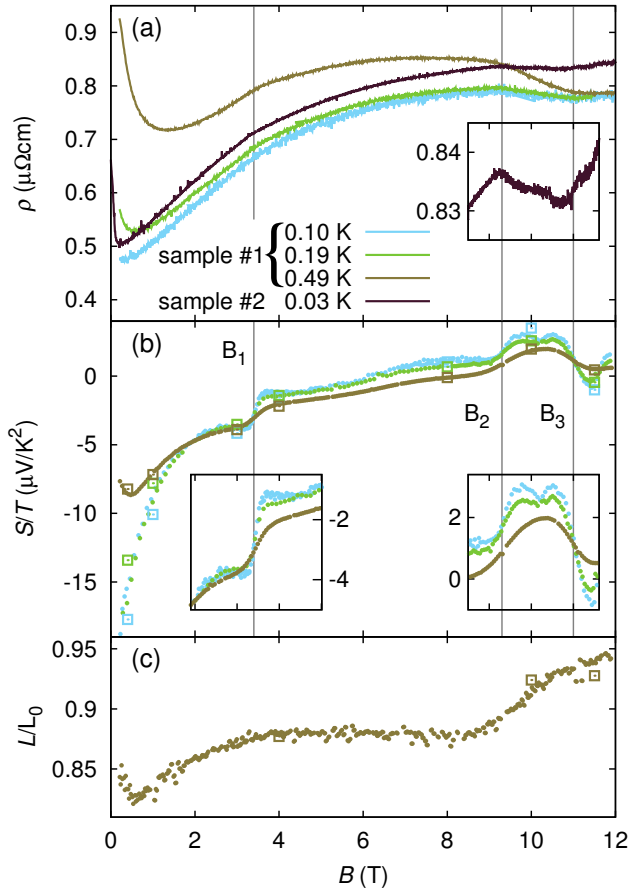 (a)
0.9
0.8
0.7
0.6
0.5
0.4
ρ (μΩcm)
0.84
0.83
sample #1 { 0.10 K
0.19 K
0.49 K
sample #2 0.03 K
(b)
B1
B2
B3
0
-5
-10
-15
S/T (μV/K²)
-2
-4
2
0
(c)
0.95
0.9
0.85
L/L0
0 2 4 6 8 10 12
B (T)